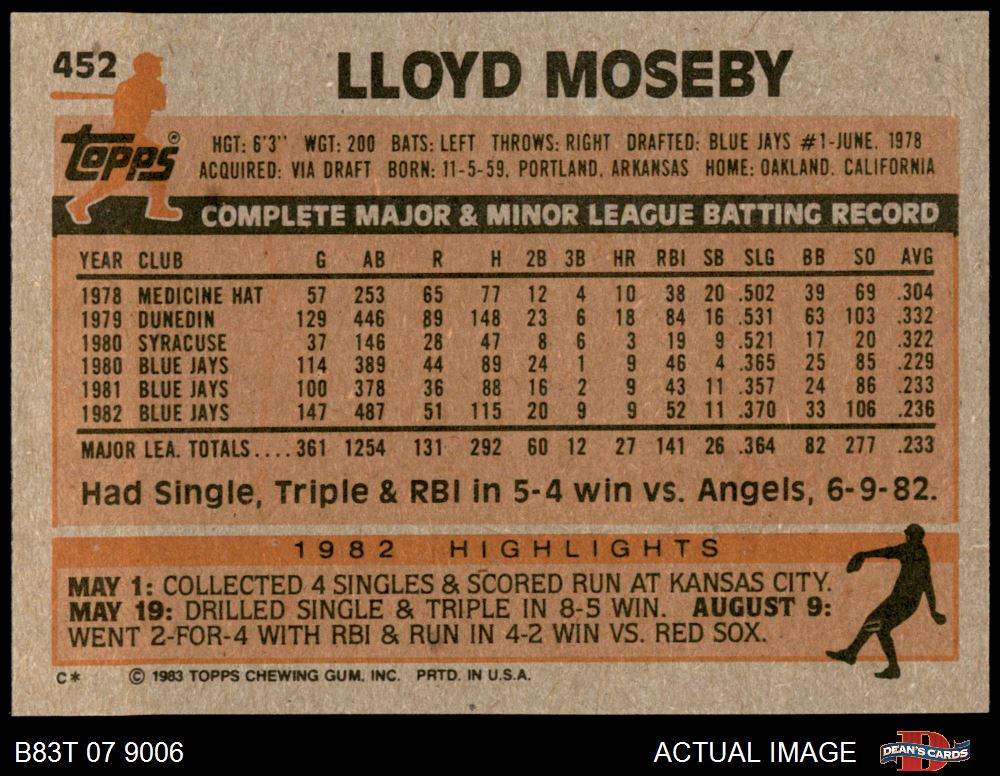 452
LLOYD MOSEBY
Topps®
HGT: 6'3" WGT: 200 BATS: LEFT THROWS: RIGHT DRAFTED: BLUE JAYS #1-JUNE, 1978
ACQUIRED: VIA DRAFT BORN: 11-5-59, PORTLAND, ARKANSAS HOME: OAKLAND, CALIFORNIA
COMPLETE MAJOR & MINOR LEAGUE BATTING RECORD
YEAR CLUB G AB R H 2B 3B HR RBI SB SLG BB SO AVG
1978 MEDICINE HAT 57 253 65 77 12 4 10 38 20 .502 39 69 .304
1979 DUNEDIN 129 446 89 148 23 6 18 84 16 .531 63 103 .332
1980 SYRACUSE 37 146 28 47 8 6 3 19 9 .521 17 20 .322
1980 BLUE JAYS 114 389 44 89 24 1 9 46 4 .365 25 85 .229
1981 BLUE JAYS 100 378 36 88 16 2 9 43 11 .357 24 86 .233
1982 BLUE JAYS 147 487 51 115 20 9 9 52 11 .370 33 106 .236
MAJOR LEA. TOTALS.... 361 1254 131 292 60 12 27 141 26 .364 82 277 .233
Had Single, Triple & RBI in 5-4 win vs. Angels, 6-9-82.
1982 HIGHLIGHTS
MAY 1: COLLECTED 4 SINGLES & SCORED RUN AT KANSAS CITY.
MAY 19: DRILLED SINGLE & TRIPLE IN 8-5 WIN. AUGUST 9:
WENT 2-FOR-4 WITH RBI & RUN IN 4-2 WIN VS. RED SOX.
C* © 1983 TOPPS CHEWING GUM, INC. PRTD. IN U.S.A.
B83T 07 9006 ACTUAL IMAGE DEAN'S CARDS